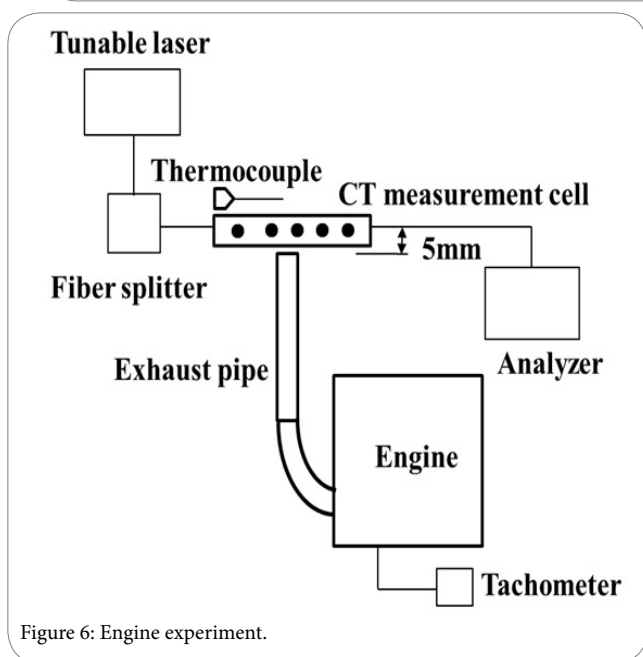 Tunable laser
Thermocouple
CT measurement cell
5mm
Fiber splitter
Analyzer
Exhaust pipe
Engine
Tachometer
Figure 6: Engine experiment.